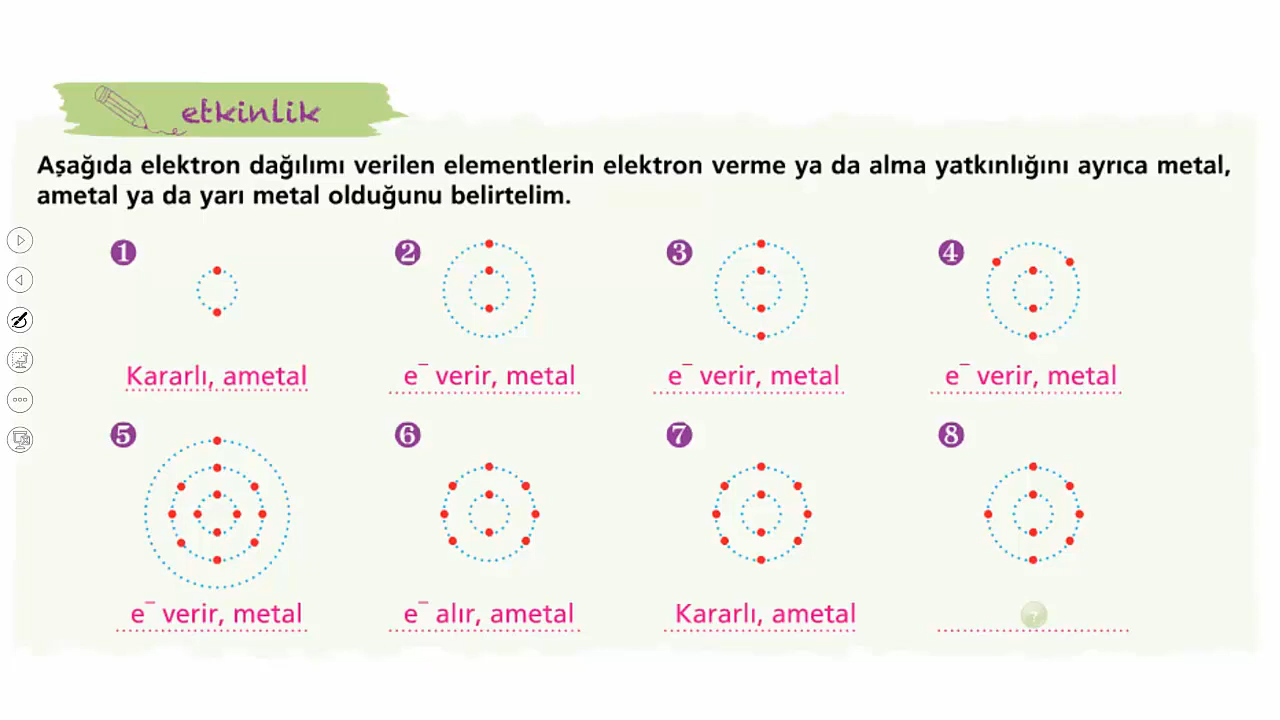 etkinlik
Aşağıda elektron dağılımı verilen elementlerin elektron verme ya da alma yatkınlığını ayrıca metal,
ametal ya da yarı metal olduğunu belirtelim.
1 2 3 4
Kararlı, ametal e⁻ verir, metal e⁻ verir, metal e⁻ verir, metal
5 6 7 8
e⁻ verir, metal e⁻ alır, ametal Kararlı, ametal ?